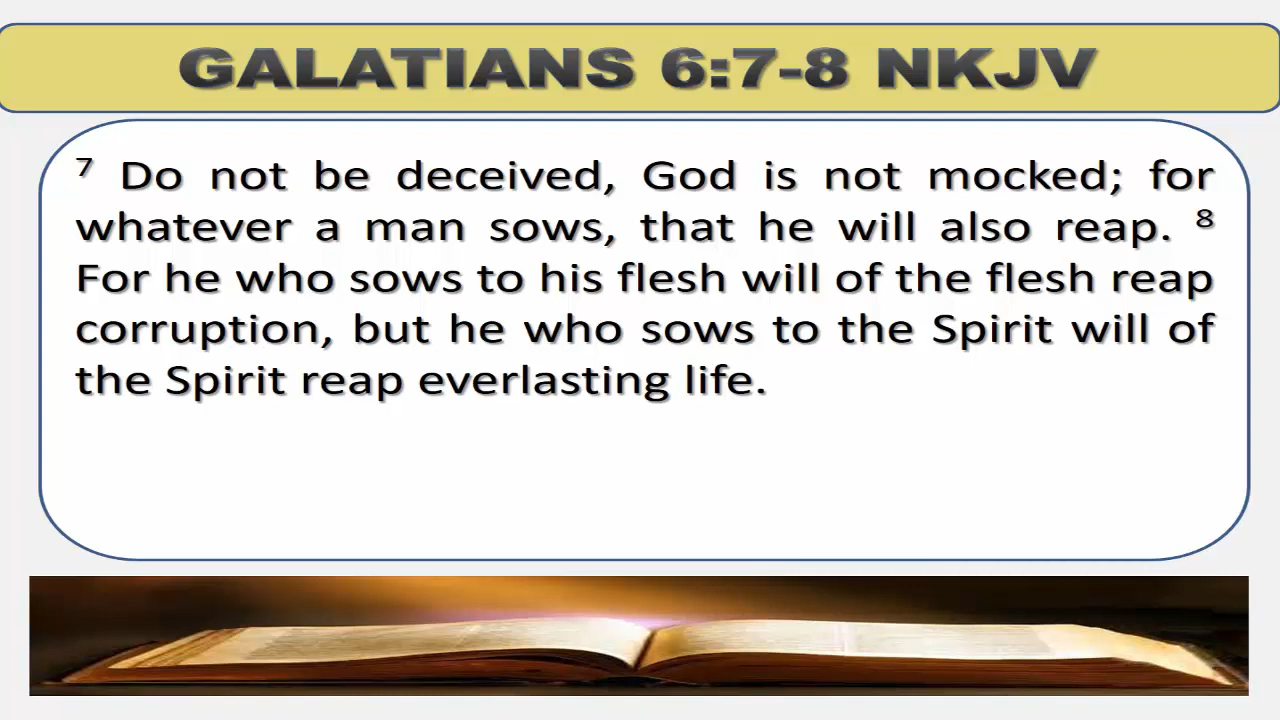 GALATIANS 6:7-8 NKJV
7 Do not be deceived, God is not mocked; for
whatever a man sows, that he will also reap. 8
For he who sows to his flesh will of the flesh reap
corruption, but he who sows to the Spirit will of
the Spirit reap everlasting life.